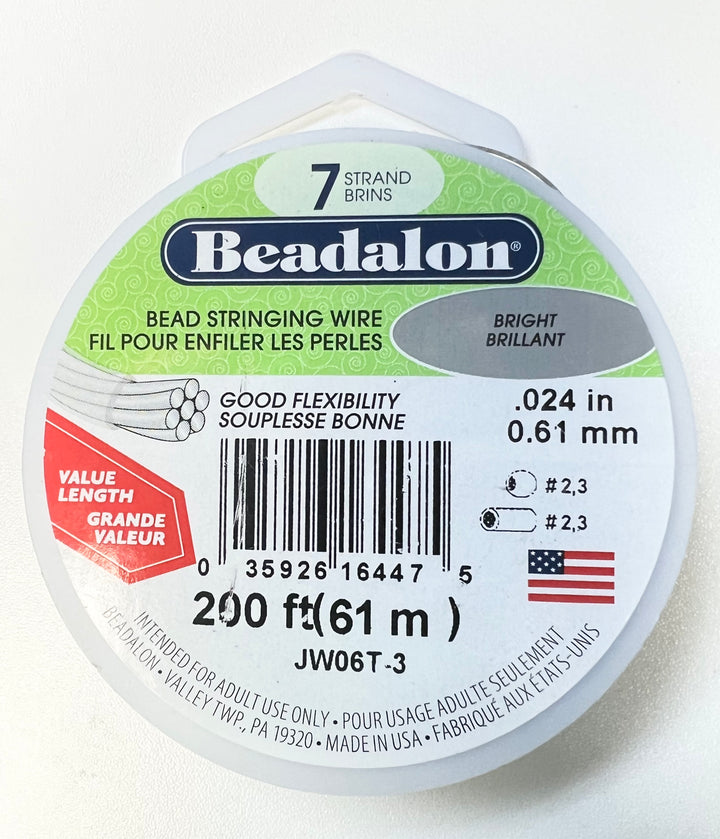 7 STRAND
BRINS
Beadalon®
BEAD STRINGING WIRE
FIL POUR ENFILER LES PERLES
BRIGHT
BRILLANT
GOOD FLEXIBILITY
SOUPLESSE BONNE
.024 in
0.61 mm
VALUE
LENGTH
GRANDE
VALEUR
#2,3
#2,3
0 35926 16447 5
200 ft(61 m )
JW06T-3
INTENDED FOR ADULT USE ONLY • POUR USAGE ADULTE SEULEMENT
BEADALON • VALLEY TWP., PA 19320 • MADE IN USA • FABRIQUÉ AUX ÉTATS-UNIS